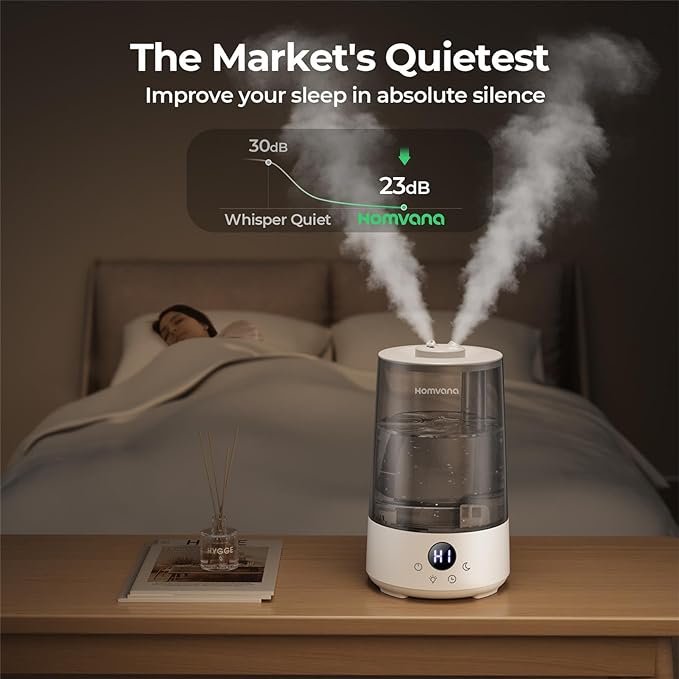 The Market's Quietest
Improve your sleep in absolute silence
30dB
23dB
Whisper Quiet
Homvana
Homvana
HI
HYGGE